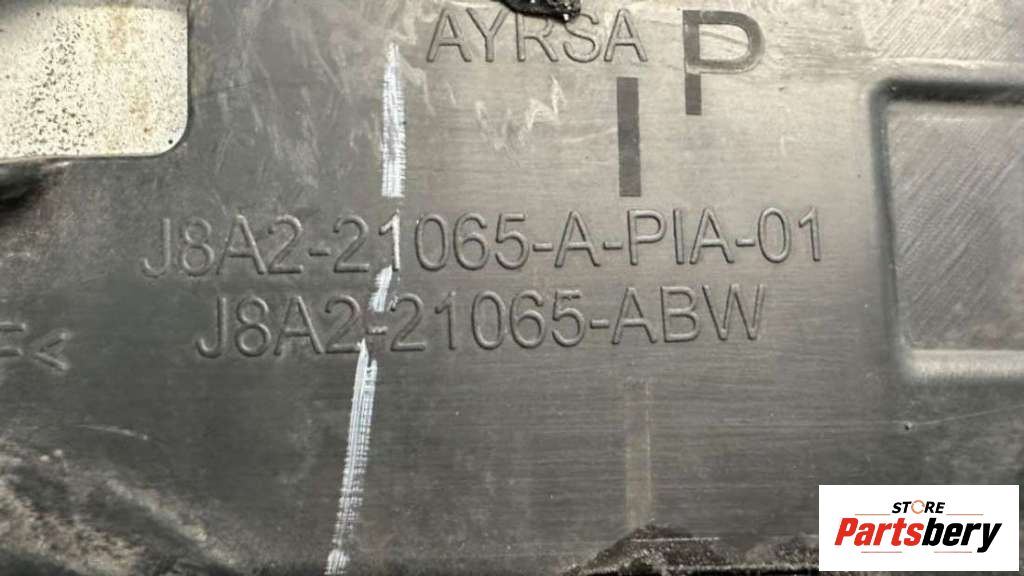 AYRSA P
J8A2-21065-A-PIA-01
J8A2-21065-ABW
STORE
Partsbery